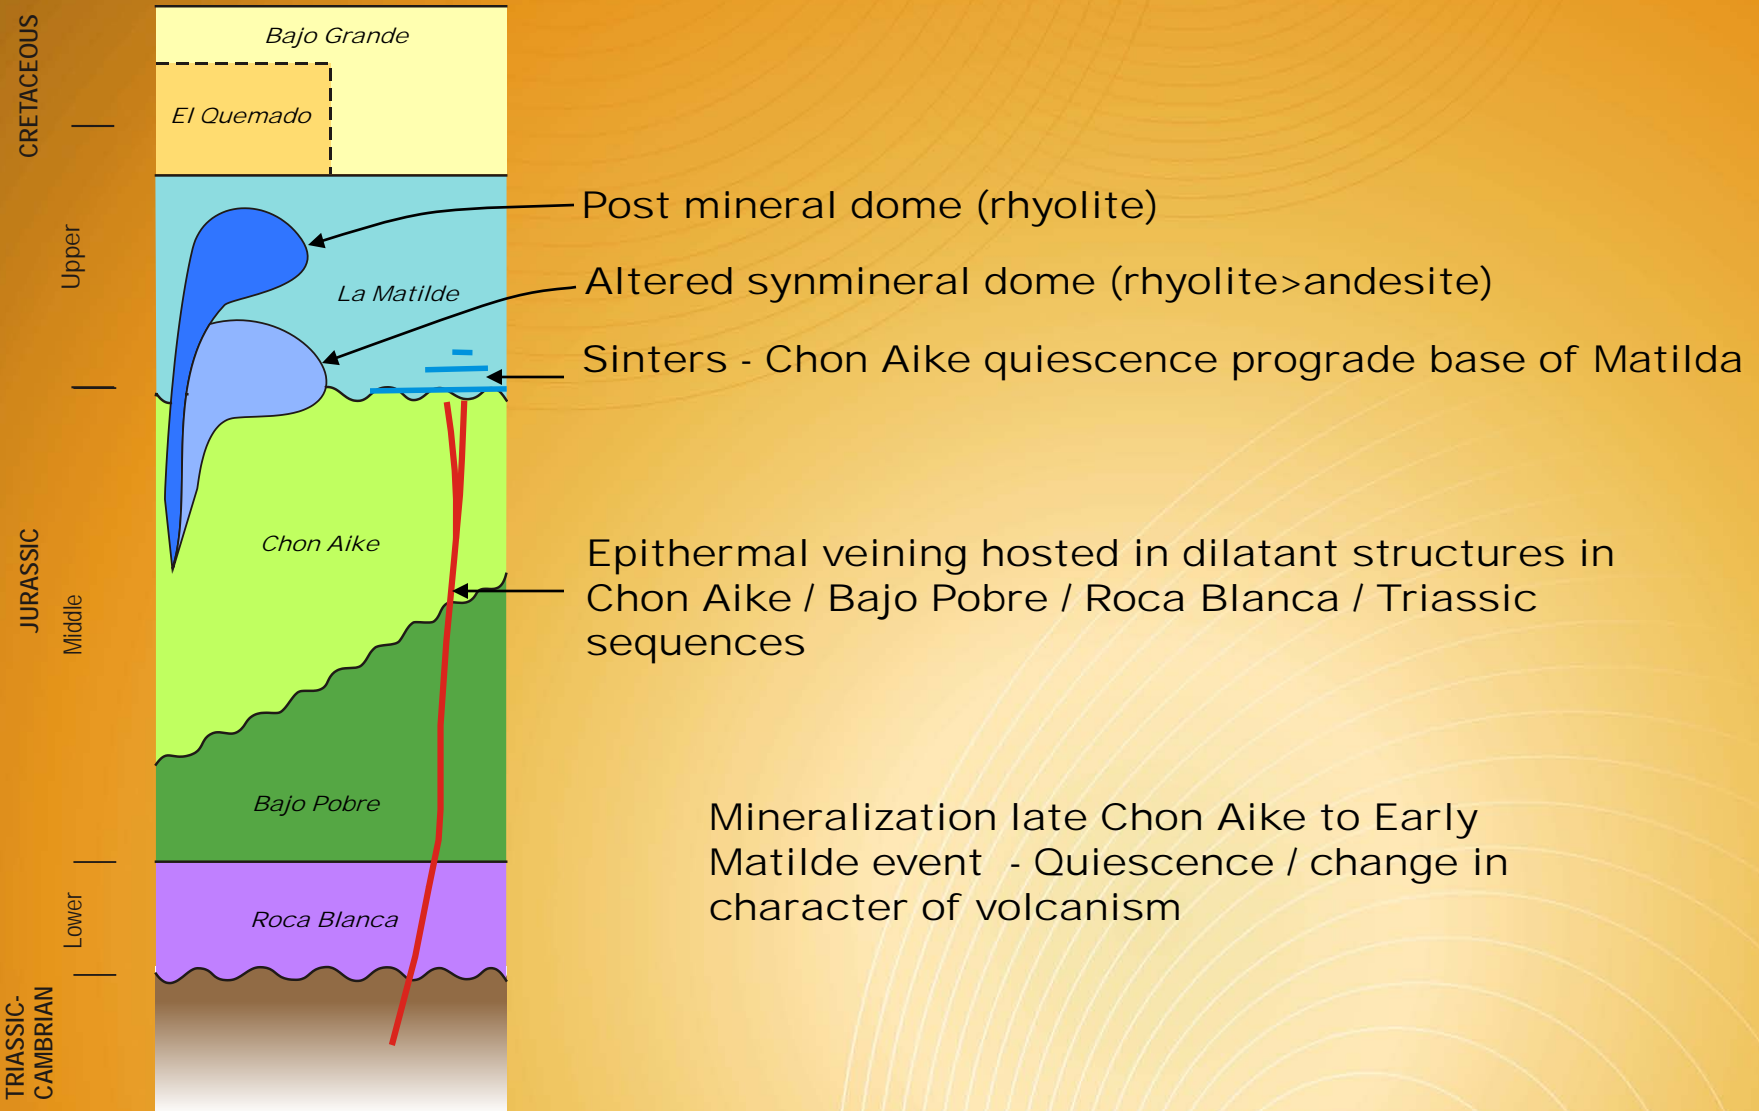 CRETACEOUS
Bajo Grande
El Quemado
Upper
Post mineral dome (rhyolite)
Altered synmineral dome (rhyolite>andesite)
La Matilde
Sinters - Chon Aike quiescence prograde base of Matilda
JURASSIC
Middle
Chon Aike
Epithermal veining hosted in dilatant structures in
Chon Aike / Bajo Pobre / Roca Blanca / Triassic
sequences
Bajo Pobre
Mineralization late Chon Aike to Early
Matilde event - Quiescence / change in
character of volcanism
Lower
Roca Blanca
TRIASSIC-
CAMBRIAN